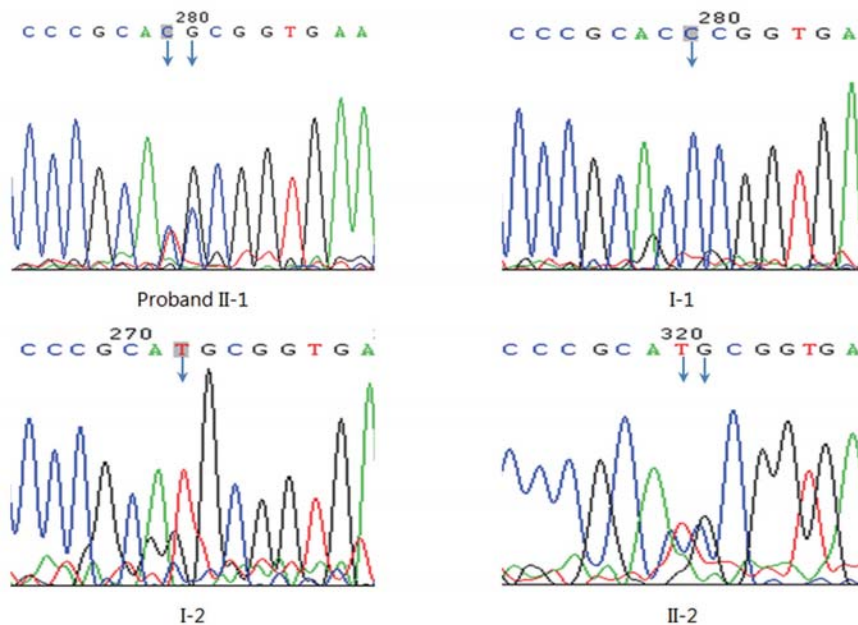 280
C C C G C A C G C G G T G A A
Proband II-1
280
C C C G C A C C C G G T G A
I-1
270
C C C G C A T G C G G T G A
I-2
320
C C C G C A T G C G G T G A
II-2